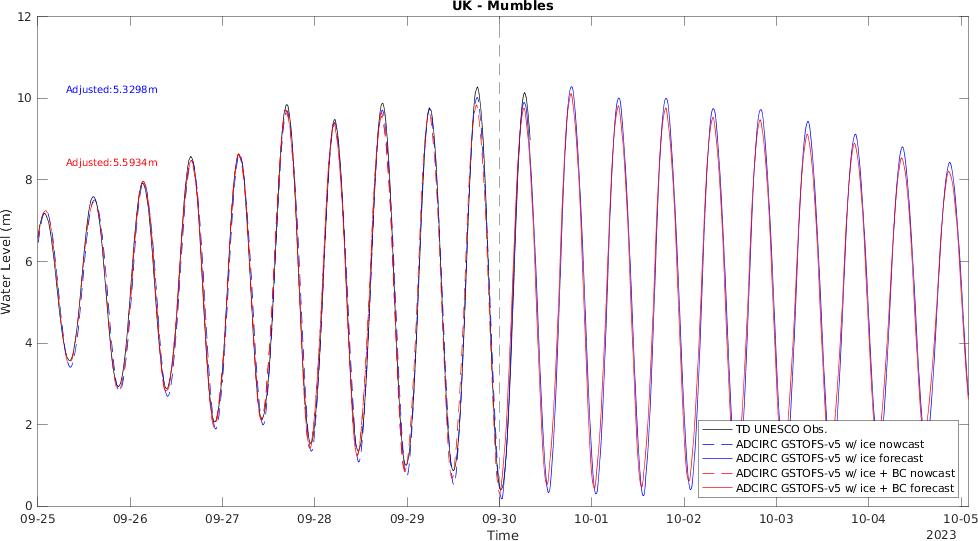 UK - Mumbles
12
10
8
6
4
2
0
Water Level (m)
Adjusted:5.3298m
Adjusted:5.5934m
TD UNESCO Obs.
ADCIRC GSTOFS-v5 w/ ice nowcast
ADCIRC GSTOFS-v5 w/ ice forecast
ADCIRC GSTOFS-v5 w/ ice + BC nowcast
ADCIRC GSTOFS-v5 w/ ice + BC forecast
09-25 09-26 09-27 09-28 09-29 09-30 10-01 10-02 10-03 10-04 10-05
Time
2023